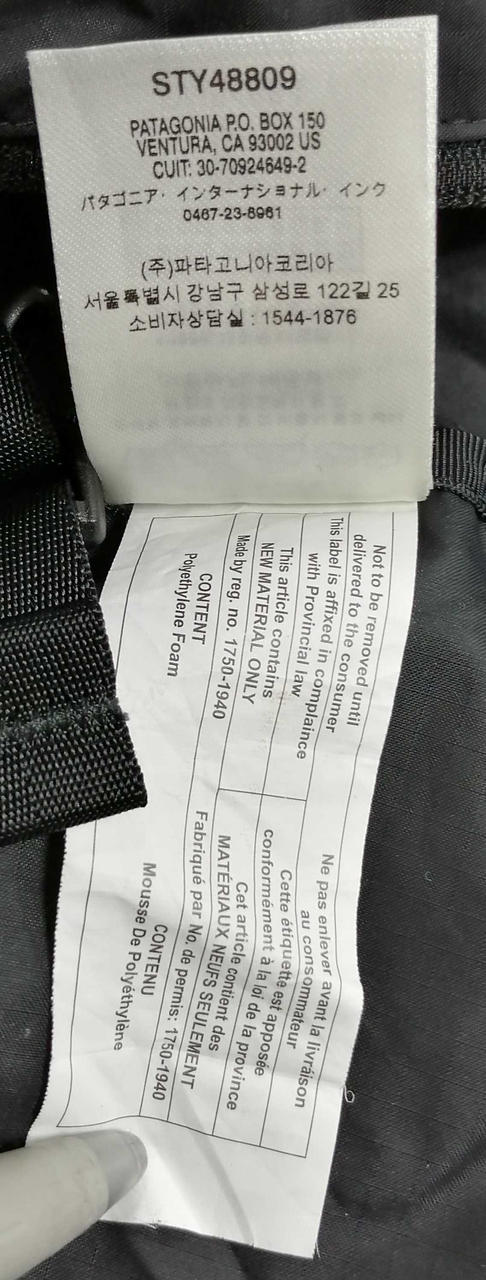 STY48809
PATAGONIA P.O. BOX 150
VENTURA, CA 93002 US
CUIT: 30-70924649-2
パタゴニア・インターナショナル・インク
0467-23-8961
(주)파타고니아코리아
서울특별시 강남구 삼성로 122길 25
소비자상담실 : 1544-1876
Not to be removed until
delivered to the consumer
This label is affixed in complaince
with Provincial law
This article contains
NEW MATERIAL ONLY
Made by reg. no. 1750-1940
CONTENT
Polyethylene Foam
Ne pas enlever avant la livráison
au consommateur
Cette étiquette est apposée
conformément à la loi de la province
Cet article contient des
MATÉRIAUX NEUFS SEULEMENT
Fabriqué par No. de permis: 1750-1940
CONTENU
Mousse De Polyéthylène